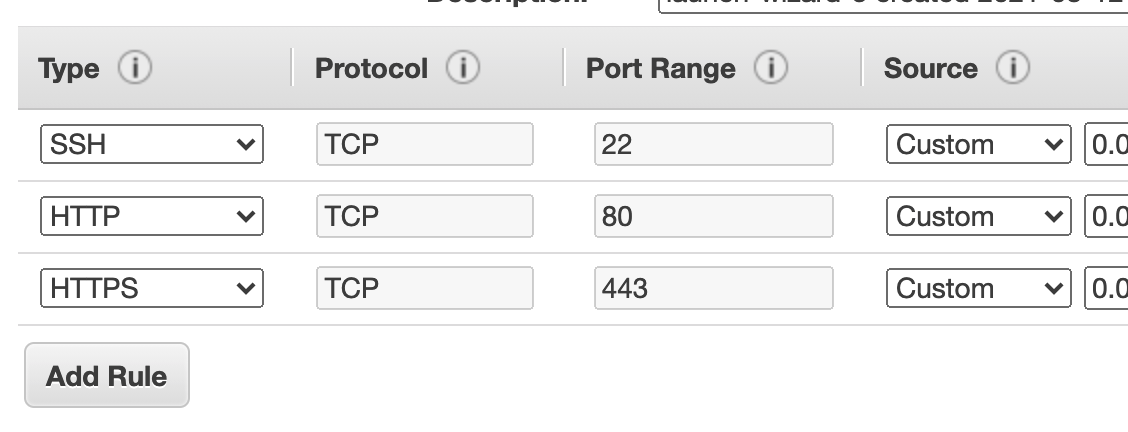 Description:
Type Protocol Port Range Source
SSH TCP 22 Custom 0.0
HTTP TCP 80 Custom 0.0
HTTPS TCP 443 Custom 0.0
Add Rule